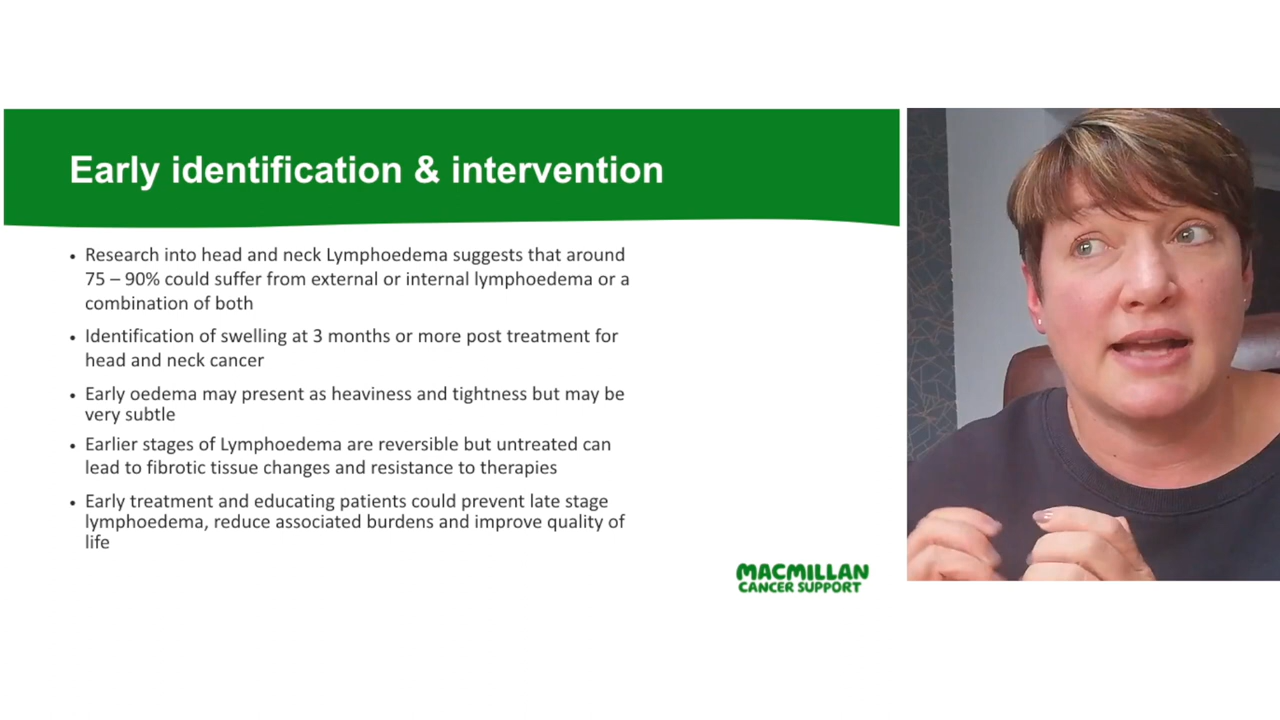 Early identification & intervention
• Research into head and neck Lymphoedema suggests that around
75 – 90% could suffer from external or internal lymphoedema or a
combination of both
• Identification of swelling at 3 months or more post treatment for
head and neck cancer
• Early oedema may present as heaviness and tightness but may be
very subtle
• Earlier stages of Lymphoedema are reversible but untreated can
lead to fibrotic tissue changes and resistance to therapies
• Early treatment and educating patients could prevent late stage
lymphoedema, reduce associated burdens and improve quality of
life
MACMILLAN
CANCER SUPPORT